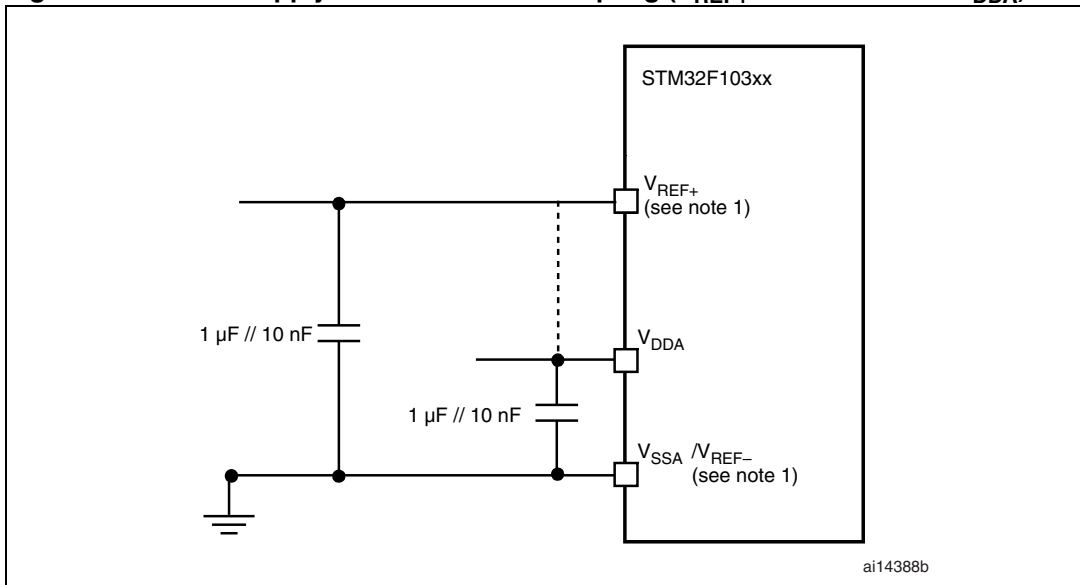 STM32F103xx
VREF+
(see note 1)
1 µF // 10 nF
VDDA
1 µF // 10 nF
VSSA /VREF–
(see note 1)
ai14388b